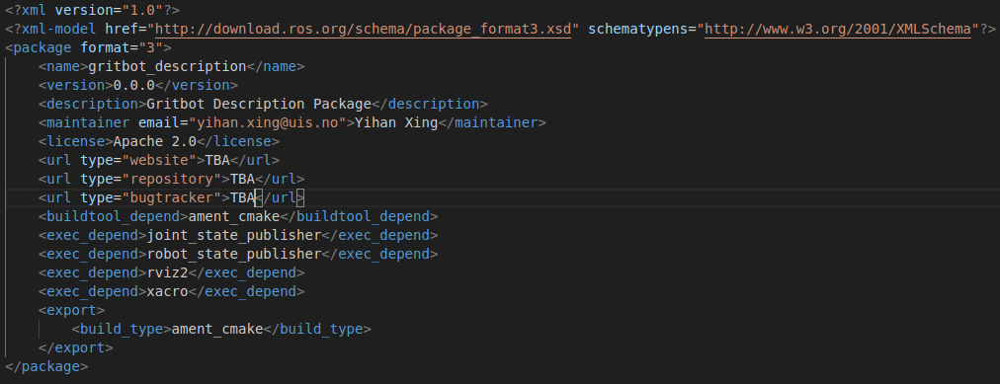 <?xml version="1.0"?>
<?xml-model href="http://download.ros.org/schema/package_format3.xsd" schematypens="http://www.w3.org/2001/XMLSchema"?>
<package format="3">
    <name>gritbot_description</name>
    <version>0.0.0</version>
    <description>Gritbot Description Package</description>
    <maintainer email="yihan.xing@uis.no">Yihan Xing</maintainer>
    <license>Apache 2.0</license>
    <url type="website">TBA</url>
    <url type="repository">TBA</url>
    <url type="bugtracker">TBA</url>
    <buildtool_depend>ament_cmake</buildtool_depend>
    <exec_depend>joint_state_publisher</exec_depend>
    <exec_depend>robot_state_publisher</exec_depend>
    <exec_depend>rviz2</exec_depend>
    <exec_depend>xacro</exec_depend>
    <export>
        <build_type>ament_cmake</build_type>
    </export>
</package>